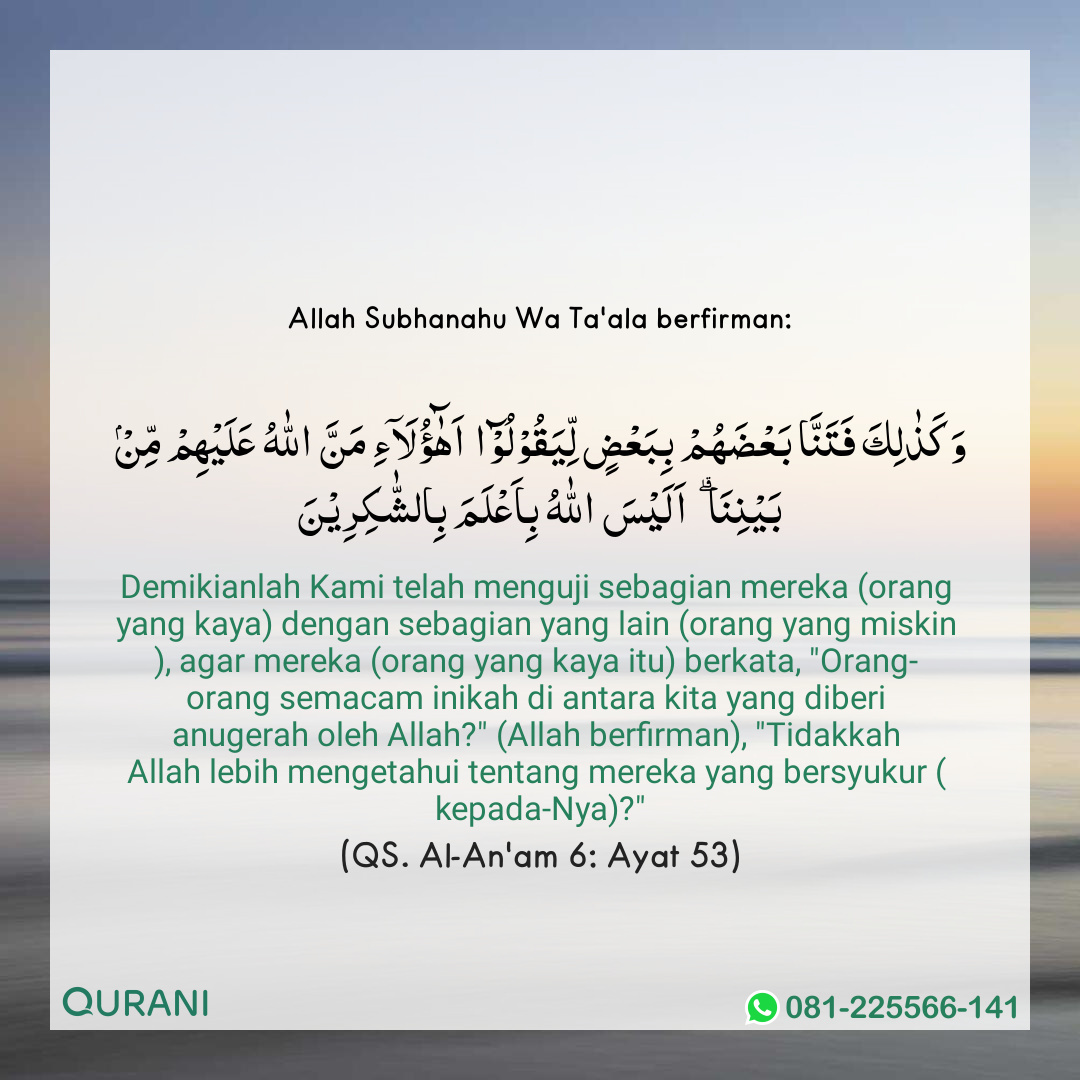 Allah Subhanahu Wa Ta'ala berfirman:
وَكَذٰلِكَ فَتَنَّا بَعْضَهُمْ بِبَعْضٍ لِّيَقُوْلُوْۤا اَهٰۤؤُلَآءِ مَنَّ اللّٰهُ عَلَيْهِمْ مِّنْۢ
بَيْنِنَا ۗ اَلَيْسَ اللّٰهُ بِاَعْلَمَ بِالشّٰكِرِيْنَ
Demikianlah Kami telah menguji sebagian mereka (orang
yang kaya) dengan sebagian yang lain (orang yang miskin
), agar mereka (orang yang kaya itu) berkata, "Orang-
orang semacam inikah di antara kita yang diberi
anugerah oleh Allah?" (Allah berfirman), "Tidakkah
Allah lebih mengetahui tentang mereka yang bersyukur (
kepada-Nya)?"
(QS. Al-An'am 6: Ayat 53)
QURANI
081-225566-141